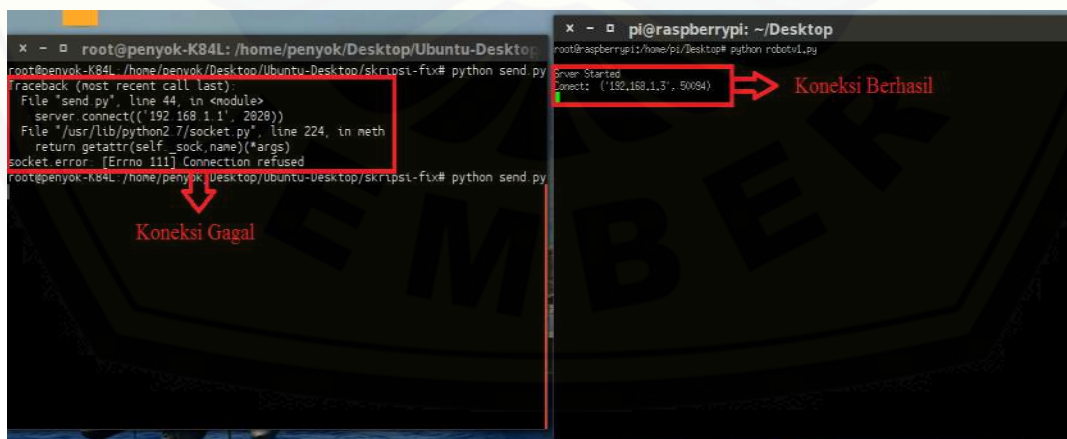 x - □ root@penyok-K84L: /home/penyok/Desktop/Ubuntu-Desktop
root@penyok-K84L:/home/penyok/Desktop/Ubuntu-Desktop/skripsi-fix# python send.py
Traceback (most recent call last):
File "send.py", line 44, in <module>
server.connect(('192.168.1.1', 2020))
File "/usr/lib/python2.7/socket.py", line 224, in meth
return getattr(self._sock,name)(*args)
socket.error: [Errno 111] Connection refused
root@penyok-K84L:/home/penyok/Desktop/Ubuntu-Desktop/skripsi-fix# python send.py
Koneksi Gagal
x - □ pi@raspberrypi: ~/Desktop
root@raspberrypi:/home/pi/Desktop# python robotv1.py
Srver Started
Conect: ('192.168.1.3', 50094)
Koneksi Berhasil
EMBER